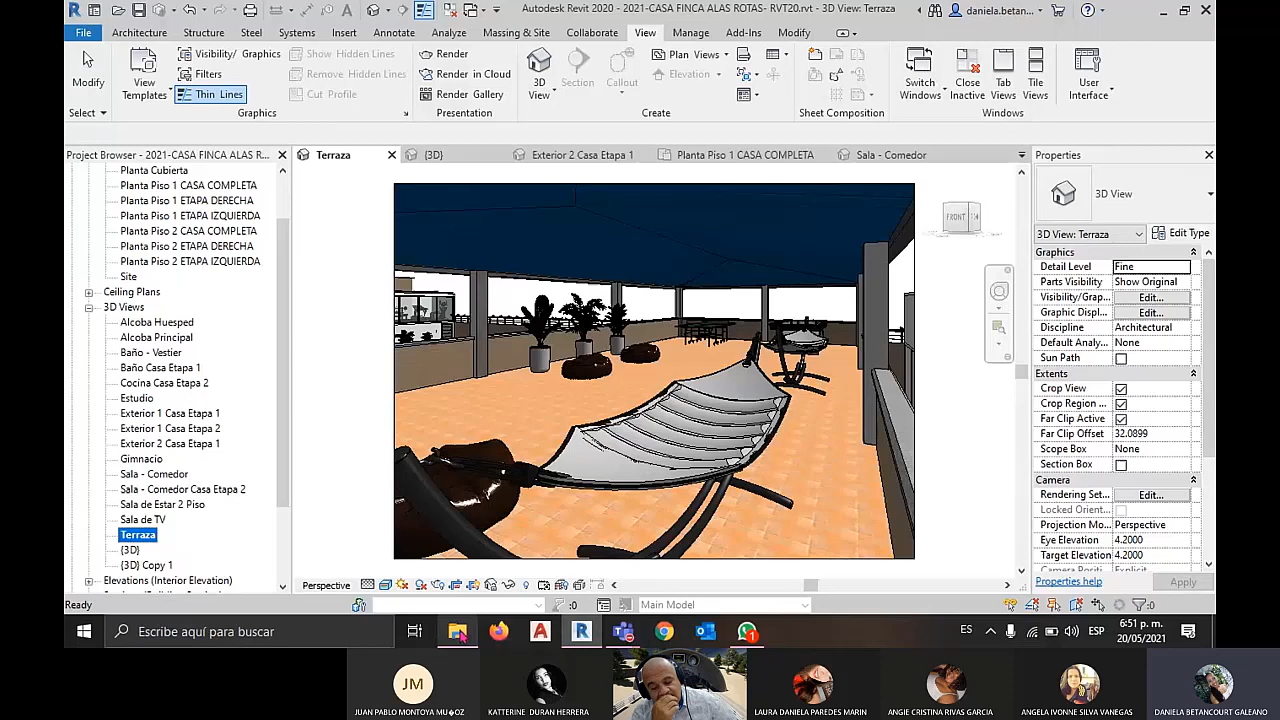 Autodesk Revit 2020 - 2021-CASA FINCA ALAS ROTAS- RVT20.rvt - 3D View: Terraza
daniela.betan...
File Architecture Structure Steel Systems Insert Annotate Analyze Massing & Site Collaborate View Manage Add-Ins Modify
Modify
View Templates
Visibility/ Graphics
Filters
Thin Lines
Show Hidden Lines
Remove Hidden Lines
Cut Profile
Render
Render in Cloud
Render Gallery
3D View
Section
Callout
Plan Views
Elevation
Switch Windows
Close Inactive
Tab Views
Tile Views
User Interface
Select Graphics Presentation Create Sheet Composition Windows
Project Browser - 2021-CASA FINCA ALAS R...
Terraza {3D} Exterior 2 Casa Etapa 1 Planta Piso 1 CASA COMPLETA Sala - Comedor
Properties
Planta Cubierta
Planta Piso 1 CASA COMPLETA
Planta Piso 1 ETAPA DERECHA
Planta Piso 1 ETAPA IZQUIERDA
Planta Piso 2 CASA COMPLETA
Planta Piso 2 ETAPA DERECHA
Planta Piso 2 ETAPA IZQUIERDA
Site
Ceiling Plans
3D Views
Alcoba Huesped
Alcoba Principal
Baño - Vestier
Baño Casa Etapa 1
Cocina Casa Etapa 2
Estudio
Exterior 1 Casa Etapa 1
Exterior 1 Casa Etapa 2
Exterior 2 Casa Etapa 1
Gimnacio
Sala - Comedor
Sala - Comedor Casa Etapa 2
Sala de Estar 2 Piso
Sala de TV
Terraza
{3D}
{3D} Copy 1
Elevations (Interior Elevation)
FRONT
3D View
3D View: Terraza Edit Type
Graphics
Detail Level Fine
Parts Visibility Show Original
Visibility/Grap... Edit...
Graphic Displ... Edit...
Discipline Architectural
Default Analy... None
Sun Path
Extents
Crop View
Crop Region ...
Far Clip Active
Far Clip Offset 32.0899
Scope Box None
Section Box
Camera
Rendering Set... Edit...
Locked Orient...
Projection Mo... Perspective
Eye Elevation 4.2000
Target Elevation 4.2000
Camera Positi... Explicit
Properties help Apply
Perspective
Ready
:0
Main Model
:0
Escribe aquí para buscar
1
ES
ESP
6:51 p. m.
20/05/2021
JM
JUAN PABLO MONTOYA MU�OZ
KATTERINE DURAN HERRERA
LAURA DANIELA PAREDES MARIN
ANGIE CRISTINA RIVAS GARCIA
ANGELA IVONNE SILVA VANEGAS
DANIELA BETANCOURT GALEANO